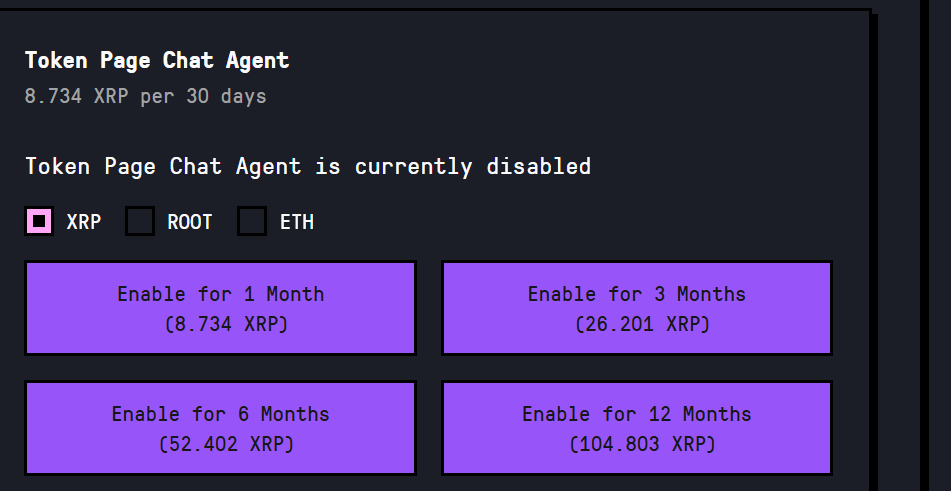 Token Page Chat Agent
8.734 XRP per 30 days
Token Page Chat Agent is currently disabled
XRP ROOT ETH
Enable for 1 Month
(8.734 XRP)
Enable for 3 Months
(26.201 XRP)
Enable for 6 Months
(52.402 XRP)
Enable for 12 Months
(104.803 XRP)